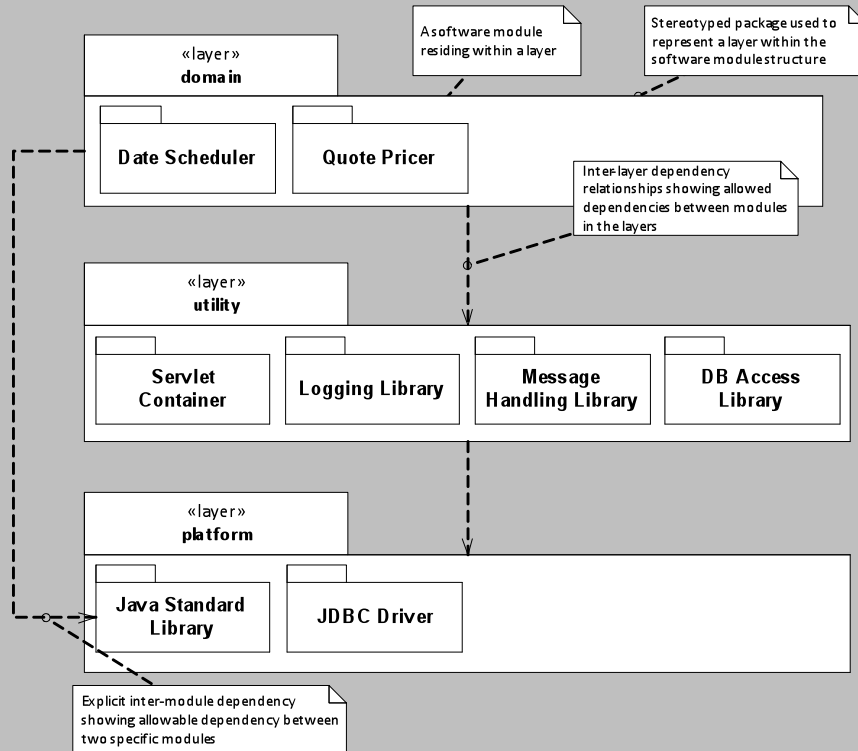 A software module
residing within a layer
Stereotyped package used to
represent a layer within the
software module structure
«layer»
domain
Date Scheduler
Quote Pricer
Inter-layer dependency
relationships showing allowed
dependencies between modules
in the layers
«layer»
utility
Servlet
Container
Logging Library
Message
Handling Library
DB Access
Library
«layer»
platform
Java Standard
Library
JDBC Driver
Explicit inter-module dependency
showing allowable dependency between
two specific modules